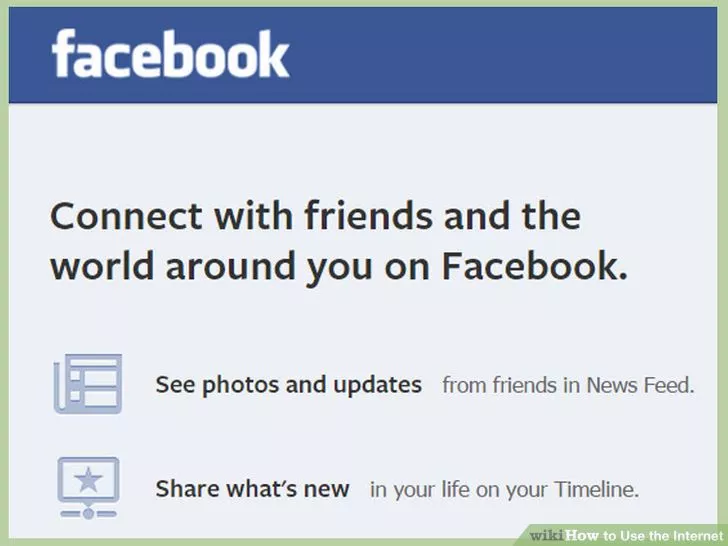 facebook
Connect with friends and the
world around you on Facebook.
See photos and updates from friends in News Feed.
Share what's new in your life on your Timeline.
wikiHow to Use the Internet